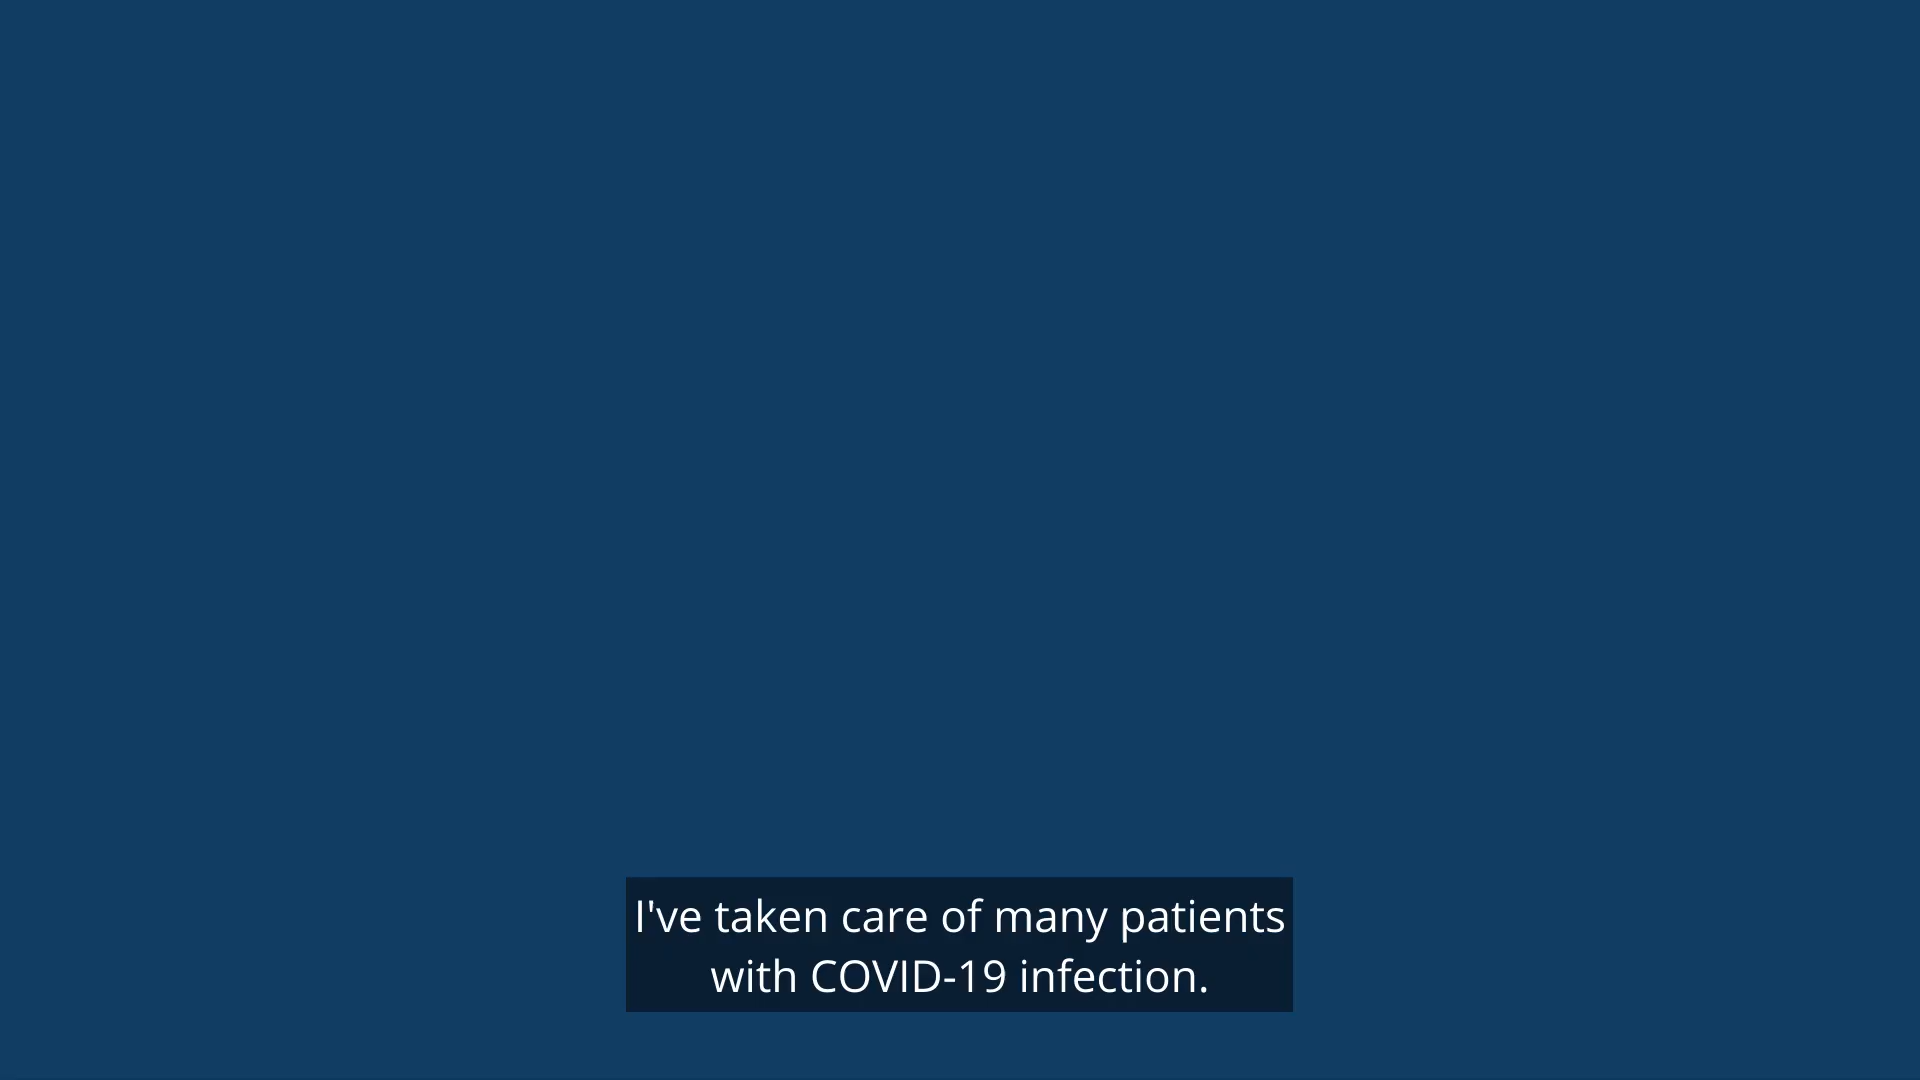 I've taken care of many patients
with COVID-19 infection.